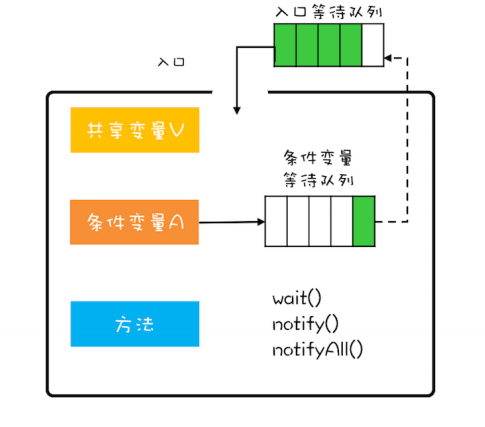 入口等待队列
入口
共享变量V
条件变量
等待队列
条件变量A
方法
wait()
notify()
notifyAll()